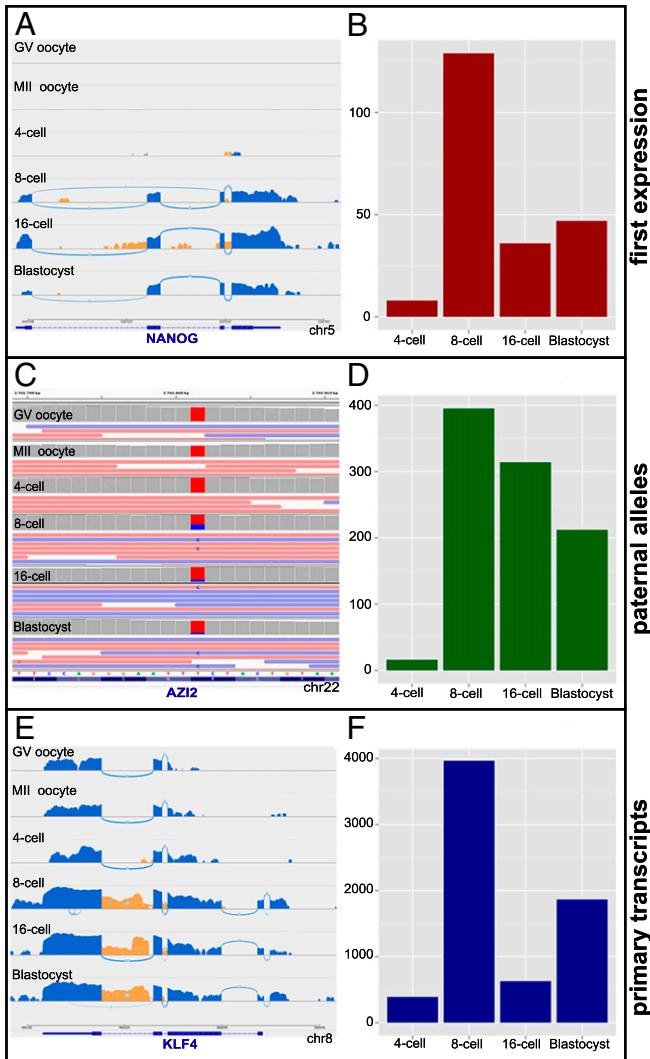 A
GV oocyte
MII oocyte
4-cell
8-cell
16-cell
Blastocyst
chr5
NANOG
B
100
50
0
4-cell
8-cell
16-cell
Blastocyst
first expression
C
GV oocyte
MII oocyte
4-cell
8-cell
16-cell
Blastocyst
chr22
AZI2
D
400
300
200
100
0
4-cell
8-cell
16-cell
Blastocyst
paternal alleles
E
GV oocyte
MII oocyte
4-cell
8-cell
16-cell
Blastocyst
chr8
KLF4
F
4000
3000
2000
1000
0
4-cell
8-cell
16-cell
Blastocyst
primary transcripts